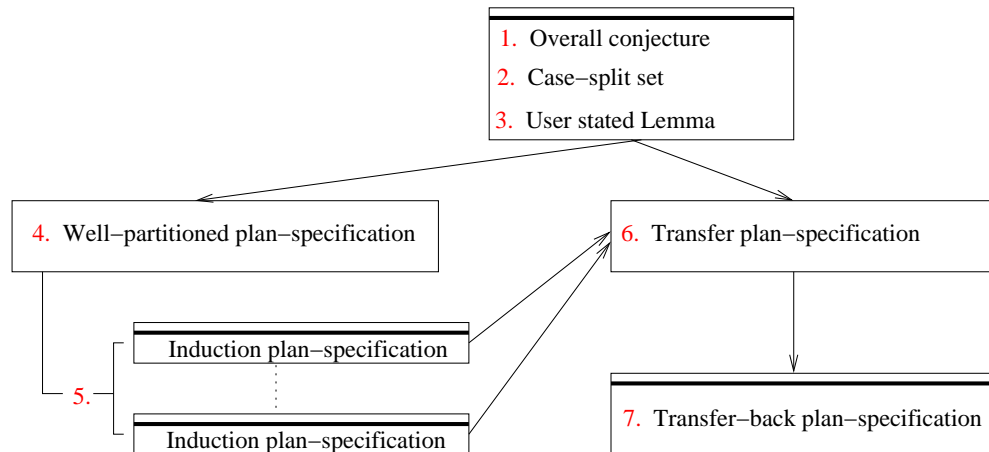 1. Overall conjecture
2. Case−split set
3. User stated Lemma
4. Well−partitioned plan−specification
6. Transfer plan−specification
Induction plan−specification
5.
Induction plan−specification
7. Transfer−back plan−specification